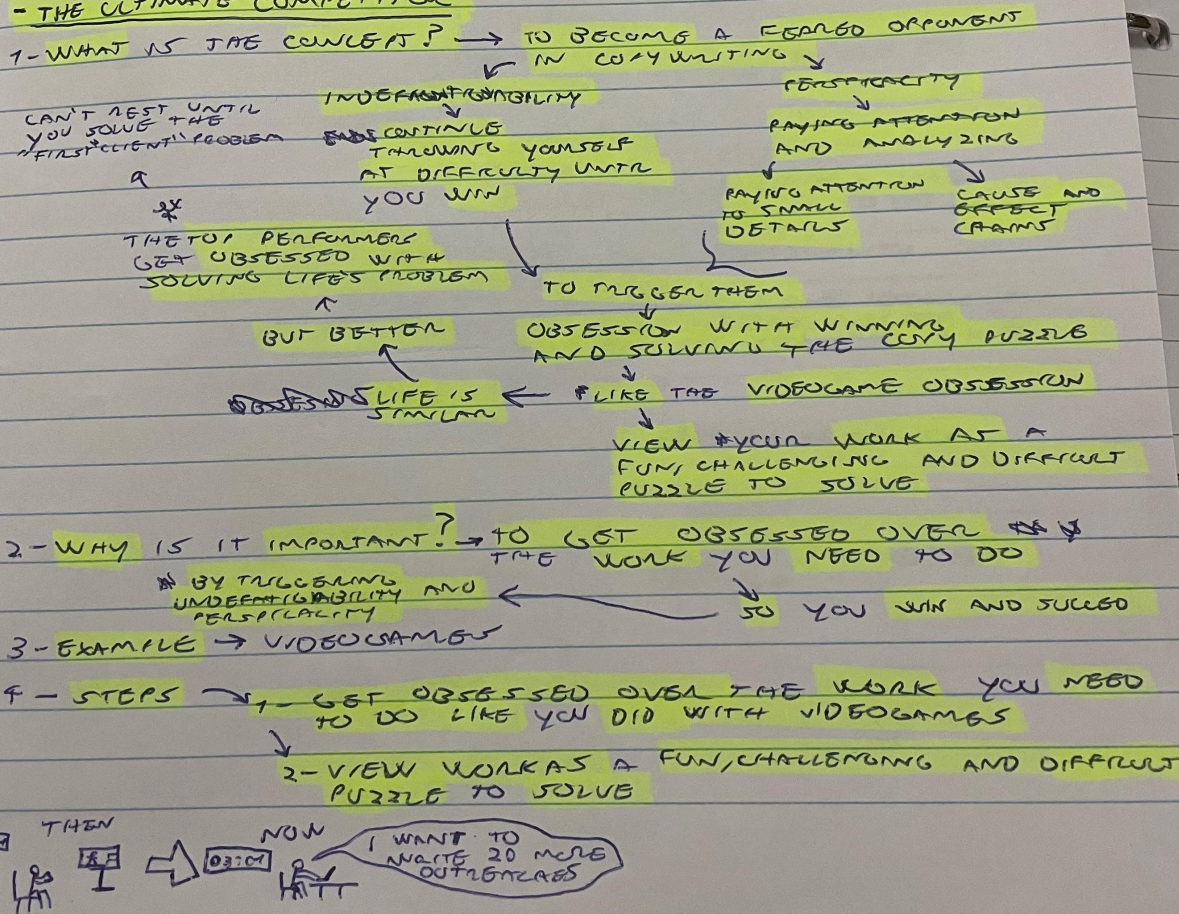 - THE ULTIMATE COMPETITOR
1- WHAT IS THE CONCEPT? → TO BECOME A FEARED OPPONENT
IN COPYWRITING
INDEFATIGABILITY
PERSPICACITY
CAN'T REST UNTIL
YOU SOLVE THE
"FIRST CLIENT" PROBLEM
CONTINUE
THROWING YOURSELF
AT DIFFICULTY UNTIL
YOU WIN
PAYING ATTENTION
AND ANALYZING
PAYING ATTENTION
TO SMALL
DETAILS
CAUSE AND
EFFECT
CHAINS
THE TOP PERFORMERS
GET OBSESSED WITH
SOLVING LIFE'S PROBLEM
TO TRIGGER THEM
BUT BETTER
OBSESSION WITH WINNING
AND SOLVING THE COPY PUZZLE
LIFE IS
SIMILAR
← LIKE THE VIDEOGAME OBSESSION
VIEW YOUR WORK AS A
FUN, CHALLENGING AND DIFFICULT
PUZZLE TO SOLVE
2- WHY IS IT IMPORTANT? → TO GET OBSESSED OVER
THE WORK YOU NEED TO DO
BY TRIGGERING
INDEFATIGABILITY AND
PERSPICACITY
SO YOU WIN AND SUCCED
3- EXAMPLE → VIDEOGAMES
4- STEPS → 1- GET OBSESSED OVER THE WORK YOU NEED
TO DO LIKE YOU DID WITH VIDEOGAMES
2- VIEW WORK AS A FUN, CHALLENGING AND DIFFICULT
PUZZLE TO SOLVE
THEN
NOW
03:01
I WANT TO
WRITE 20 MORE
OUTREACHES